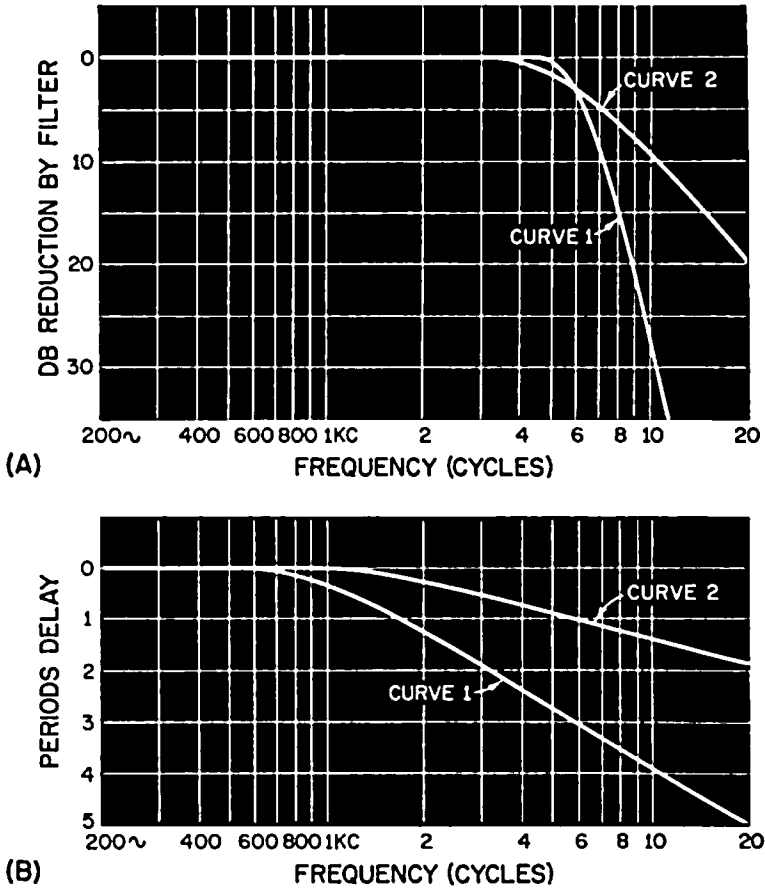 DB REDUCTION BY FILTER
0
10
20
30
CURVE 2
CURVE 1
200~ 400 600 800 1KC 2 4 6 8 10 20
(A)
FREQUENCY (CYCLES)
PERIODS DELAY
0
1
2
3
4
5
CURVE 2
CURVE 1
200~ 400 600 800 1KC 2 4 6 8 10 20
(B)
FREQUENCY (CYCLES)